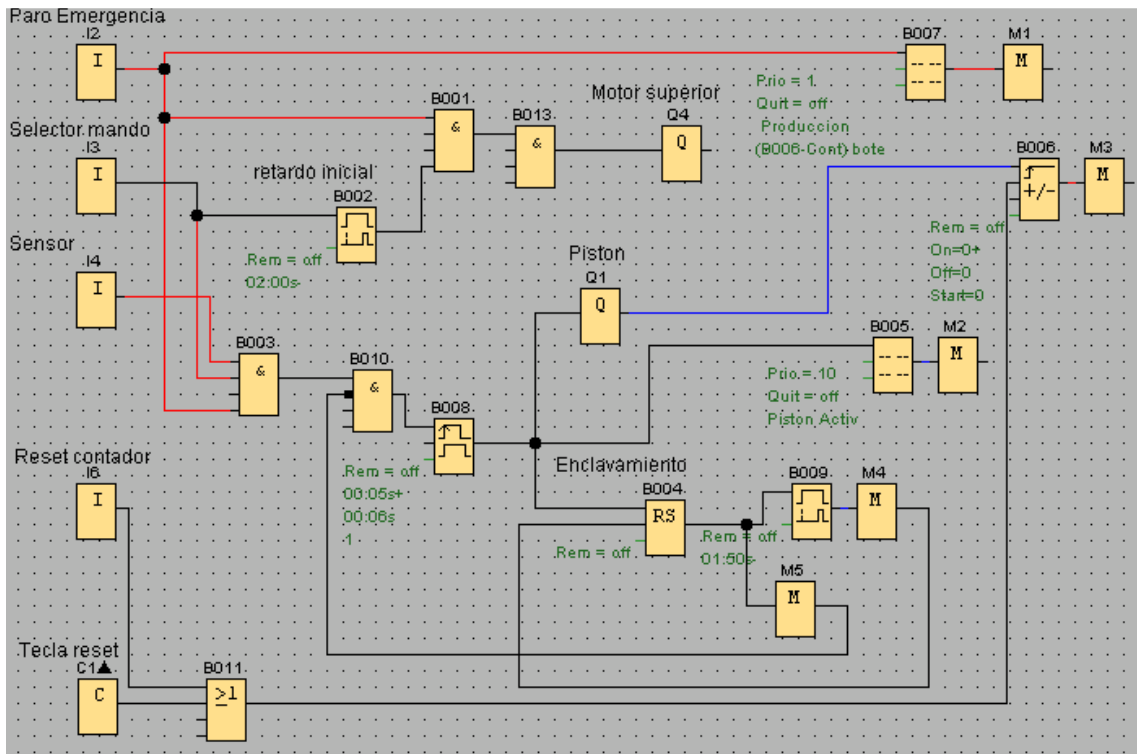 Paro Emergencia
I2
I
B007
M1
M
Prio = 1
Quit = off
Produccion
(B006-Cont) bote
B001
&
B013
&
Motor superior
Q4
Q
Selector mando
I3
I
retardo inicial
B002
Rem = off
02:00s
B006
+/-
M3
M
Rem = off
On=0+
Off=0
Start=0
Sensor
I4
I
Piston
Q1
Q
B003
&
B010
&
B005
M2
M
Prio = 10
Quit = off
Piston Activ
B008
Rem = off
00:05s+
00:06s
1
Reset contador
I6
I
Enclavamiento
B004
RS
Rem = off
B009
Rem = off
01:50s
M4
M
M5
M
Tecla reset
C1▲
C
B011
≥1